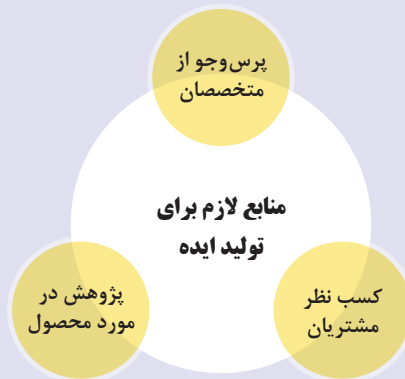 پرس‌وجو از
متخصصان
منابع لازم برای
تولید ایده
کسب نظر
مشتریان
پژوهش در
مورد محصول